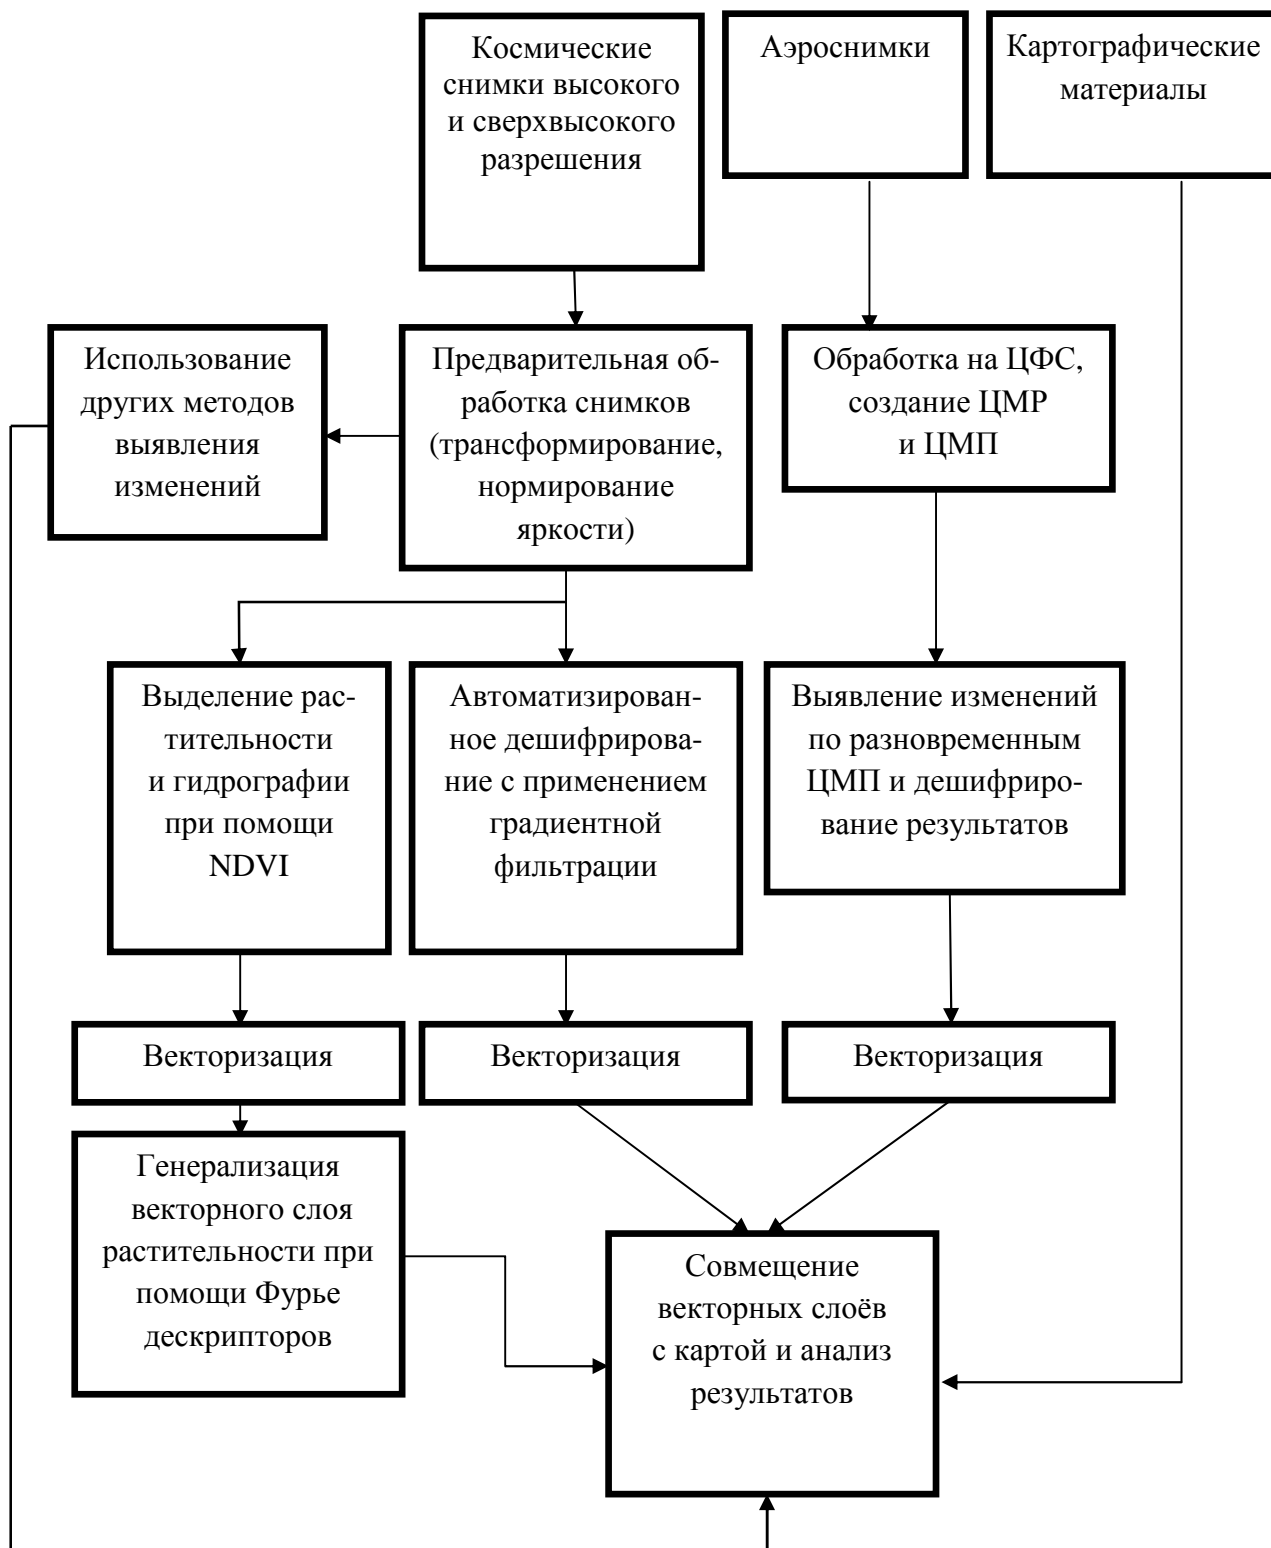 Космические
снимки высокого
и сверхвысокого
разрешения
Аэроснимки
Картографические
материалы
Использование
других методов
выявления
изменений
Предварительная об-
работка снимков
(трансформирование,
нормирование
яркости)
Обработка на ЦФС,
создание ЦМР
и ЦМП
Выделение рас-
тительности
и гидрографии
при помощи
NDVI
Автоматизирован-
ное дешифрирова-
ние с применением
градиентной
фильтрации
Выявление изменений
по разновременным
ЦМП и дешифриро-
вание результатов
Векторизация
Векторизация
Векторизация
Генерализация
векторного слоя
растительности при
помощи Фурье
дескрипторов
Совмещение
векторных слоёв
с картой и анализ
результатов